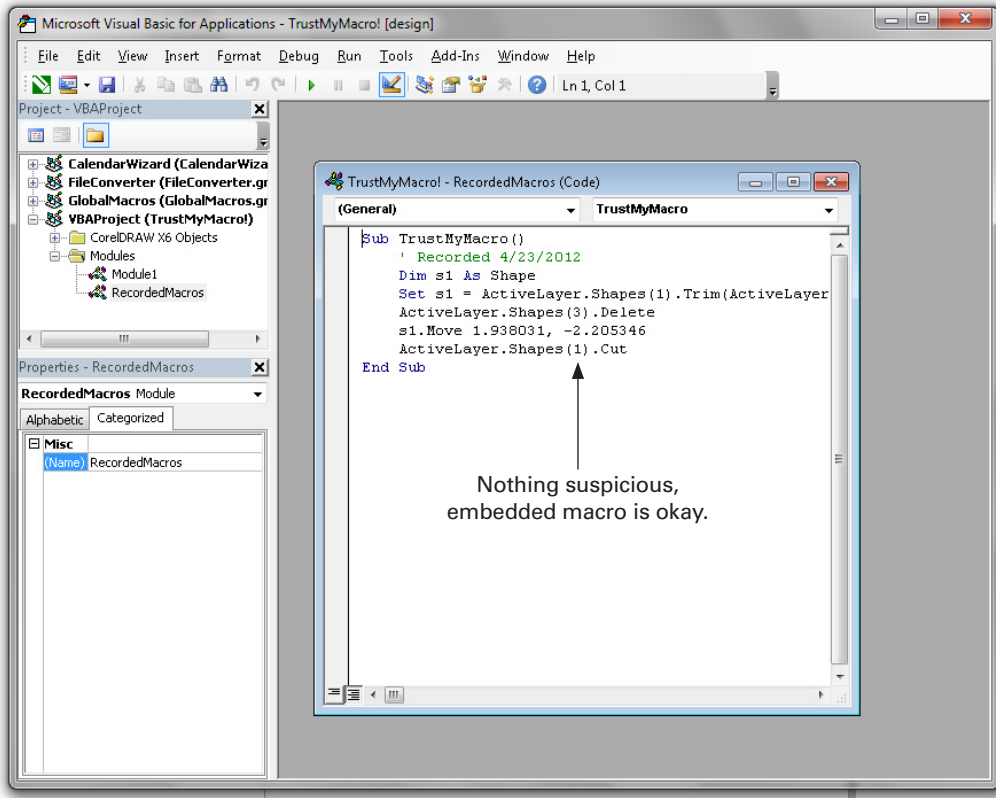 Microsoft Visual Basic for Applications - TrustMyMacro! [design]
File Edit View Insert Format Debug Run Tools Add-Ins Window Help
Ln 1, Col 1
Project - VBAProject
CalendarWizard (CalendarWiza
FileConverter (FileConverter.gr
GlobalMacros (GlobalMacros.gr
VBAProject (TrustMyMacro!)
CorelDRAW X6 Objects
Modules
Module1
RecordedMacros
Properties - RecordedMacros
RecordedMacros Module
Alphabetic Categorized
Misc
(Name) RecordedMacros
TrustMyMacro! - RecordedMacros (Code)
(General) TrustMyMacro
Sub TrustMyMacro()
' Recorded 4/23/2012
Dim s1 As Shape
Set s1 = ActiveLayer.Shapes(1).Trim(ActiveLayer
ActiveLayer.Shapes(3).Delete
s1.Move 1.938031, -2.205346
ActiveLayer.Shapes(1).Cut
End Sub
Nothing suspicious,
embedded macro is okay.